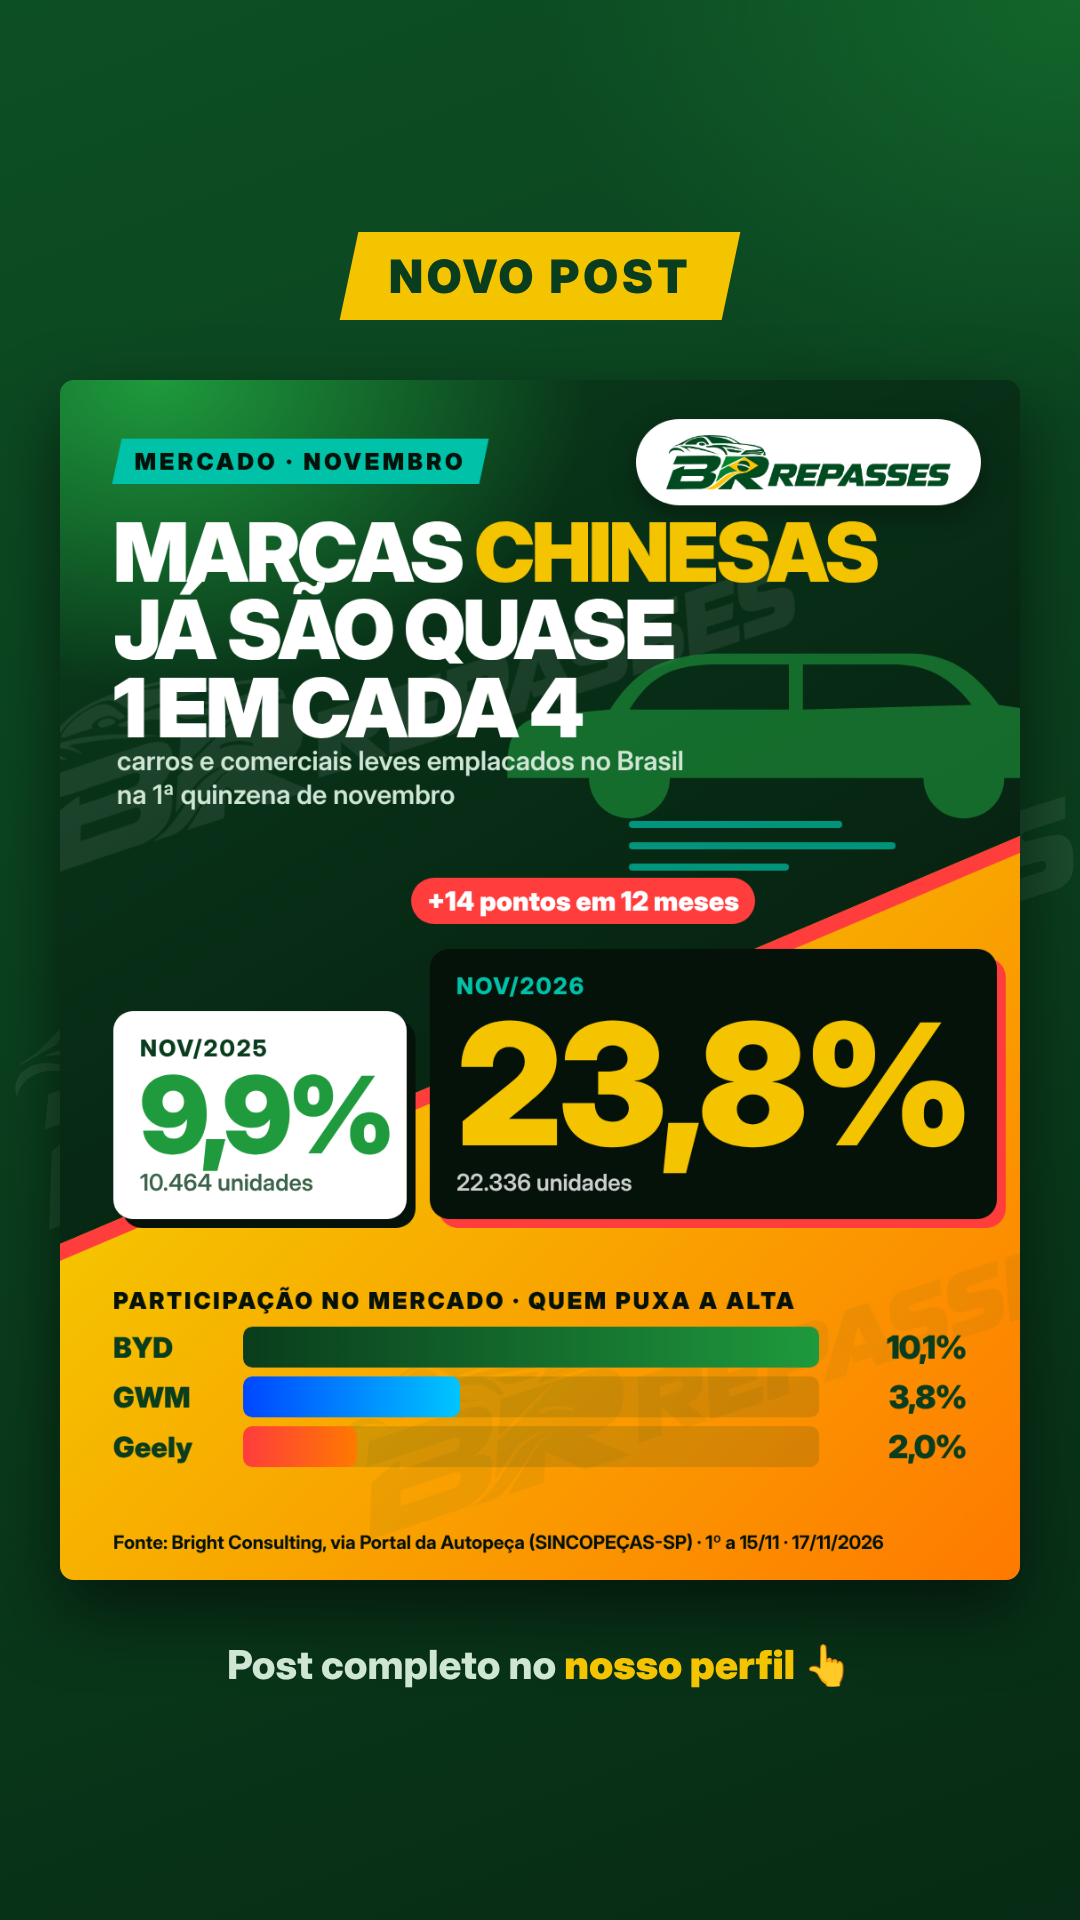 NOVO POST
MERCADO · NOVEMBRO
BR REPASSES
MARCAS CHINESAS
JÁ SÃO QUASE
1 EM CADA 4
carros e comerciais leves emplacados no Brasil
na 1ª quinzena de novembro
+14 pontos em 12 meses
NOV/2025
9,9%
10.464 unidades
NOV/2026
23,8%
22.336 unidades
PARTICIPAÇÃO NO MERCADO · QUEM PUXA A ALTA
BYD 10,1%
GWM 3,8%
Geely 2,0%
Fonte: Bright Consulting, via Portal da Autopeça (SINCOPEÇAS-SP) · 1º a 15/11 · 17/11/2026
Post completo no nosso perfil 👆